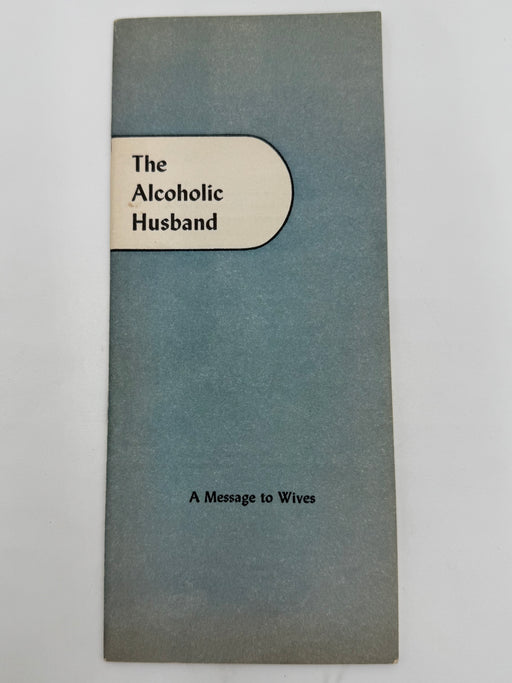 The
Alcoholic
Husband
A Message to Wives